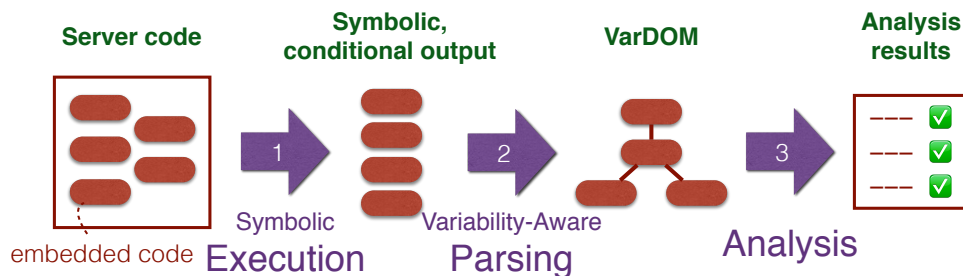 Server code
Symbolic,
conditional output
VarDOM
Analysis
results
1
2
3
--- ✅
--- ✅
--- ✅
embedded code
Symbolic
Execution
Variability-Aware
Parsing
Analysis